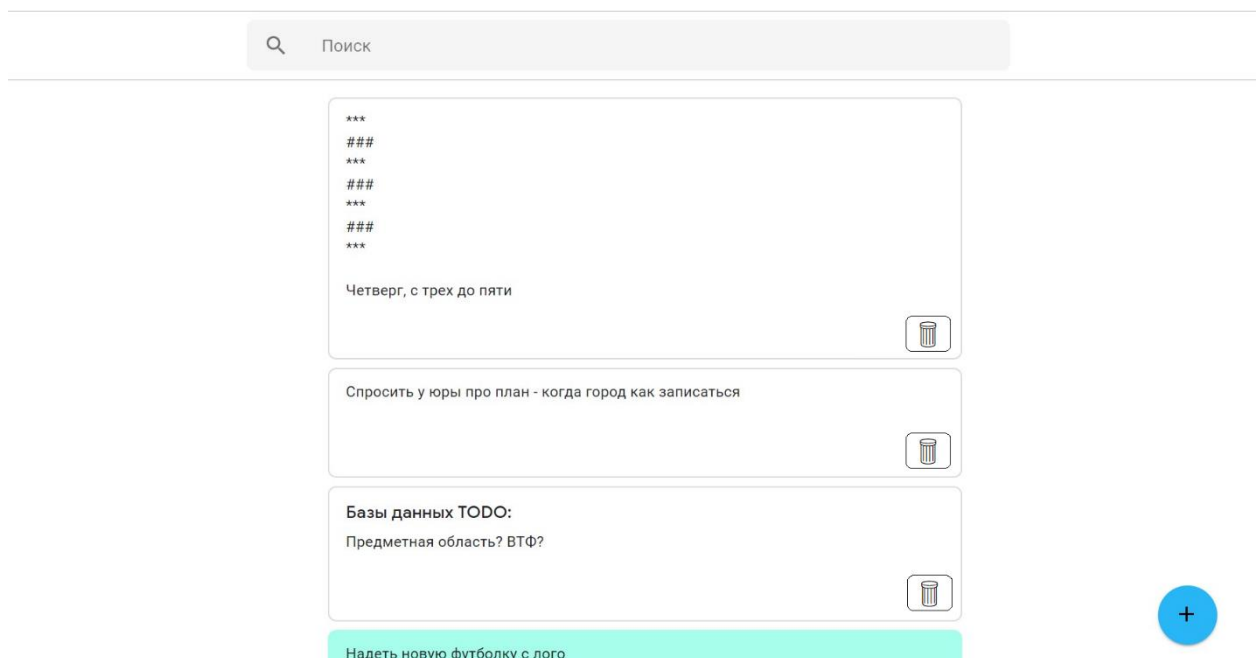 Поиск
***
###
***
###
***
###
***
Четверг, с трех до пяти
Спросить у юры про план - когда город как записаться
Базы данных TODO:
Предметная область? ВТФ?
Надеть новую футболку с лого
+